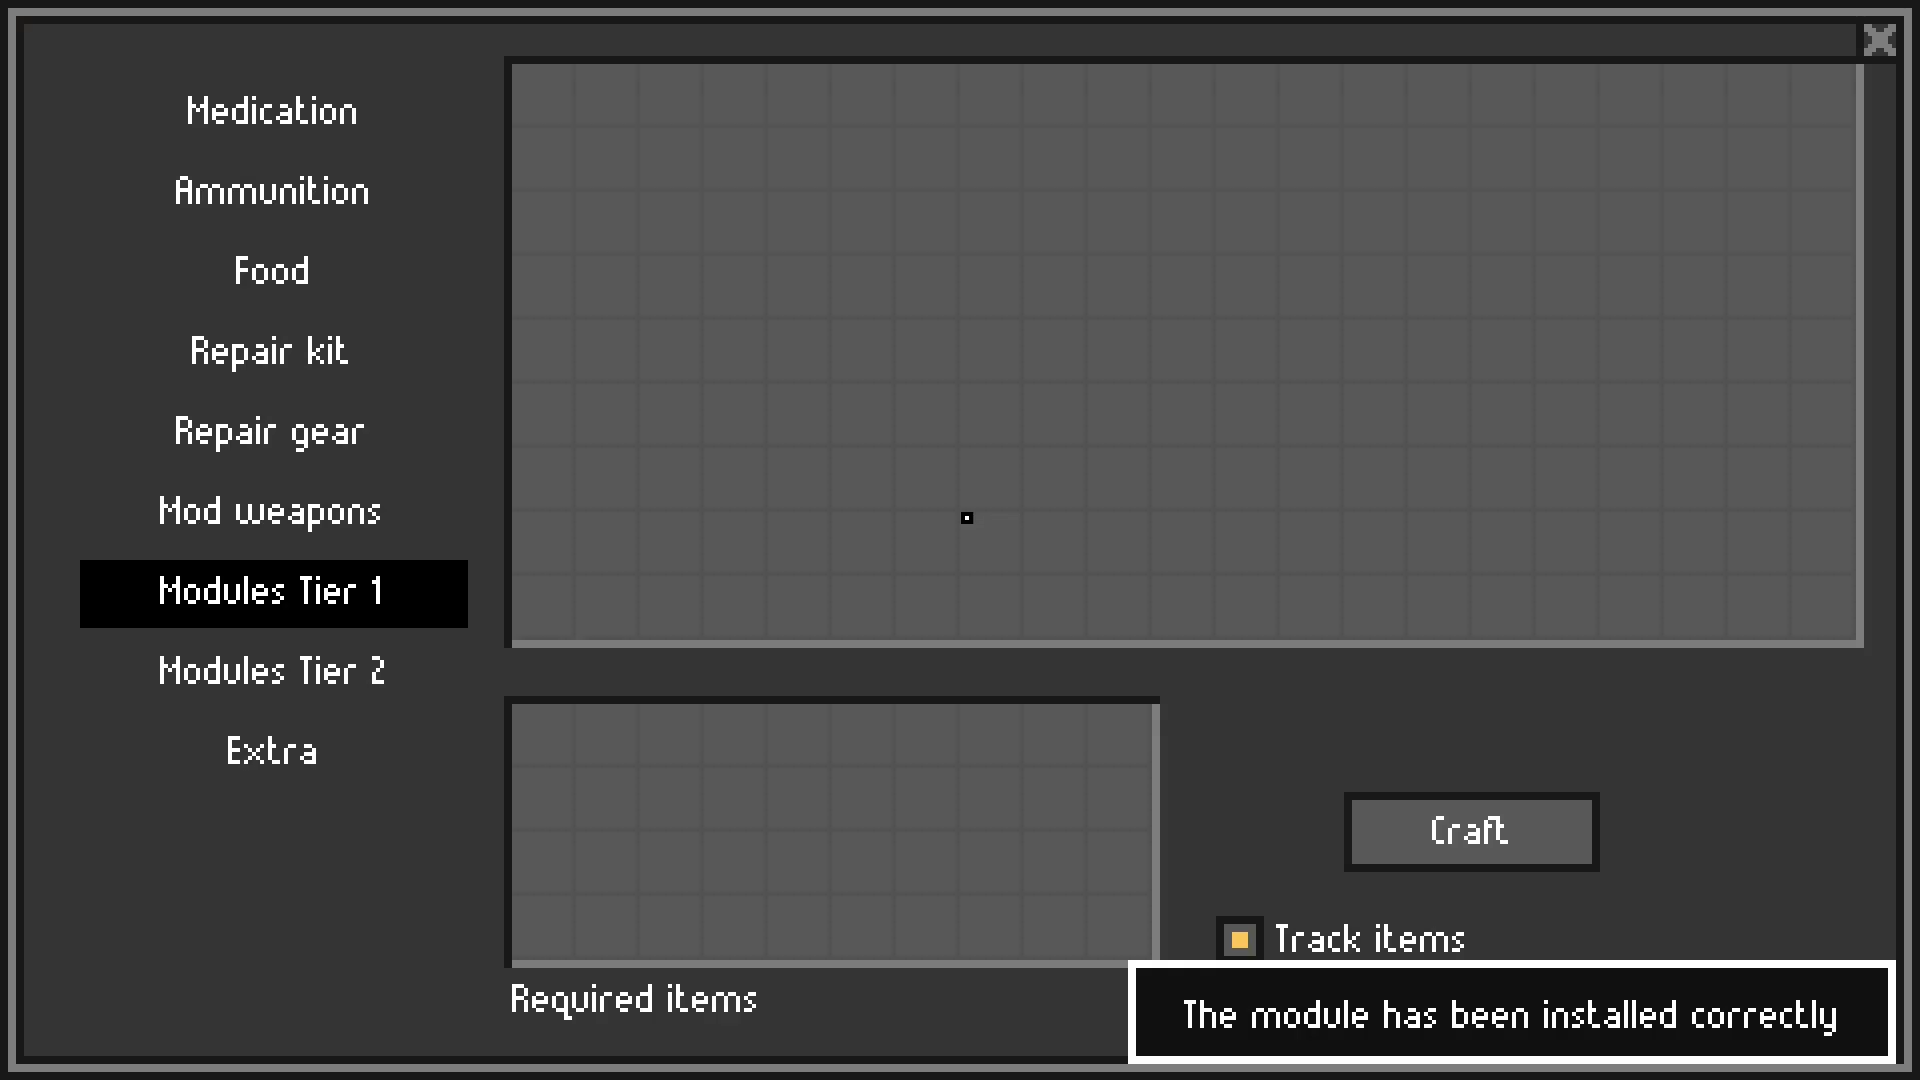 Medication
Ammunition
Food
Repair kit
Repair gear
Mod weapons
Modules Tier 1
Modules Tier 2
Extra
Craft
Track items
Required items
The module has been installed correctly